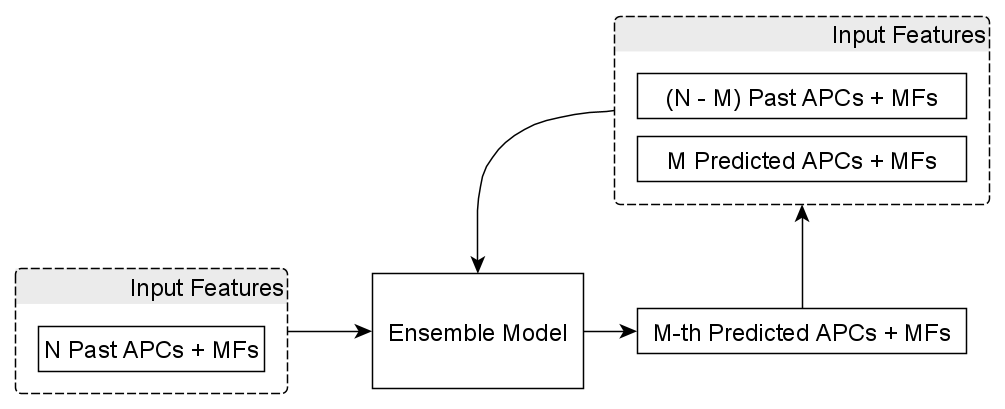 Input Features
(N - M) Past APCs + MFs
M Predicted APCs + MFs
Input Features
N Past APCs + MFs
Ensemble Model
M-th Predicted APCs + MFs